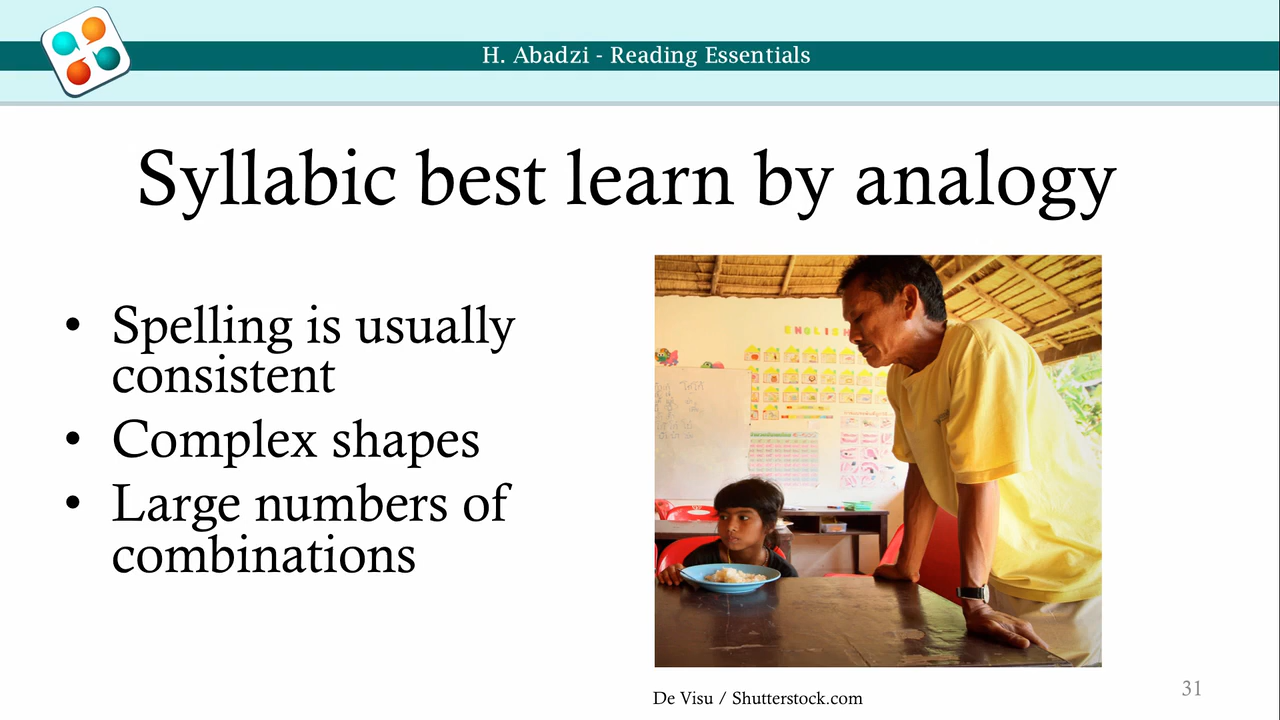 H. Abadzi - Reading Essentials
Syllabic best learn by analogy
• Spelling is usually
consistent
• Complex shapes
• Large numbers of
combinations
ENGLISH
De Visu / Shutterstock.com
31